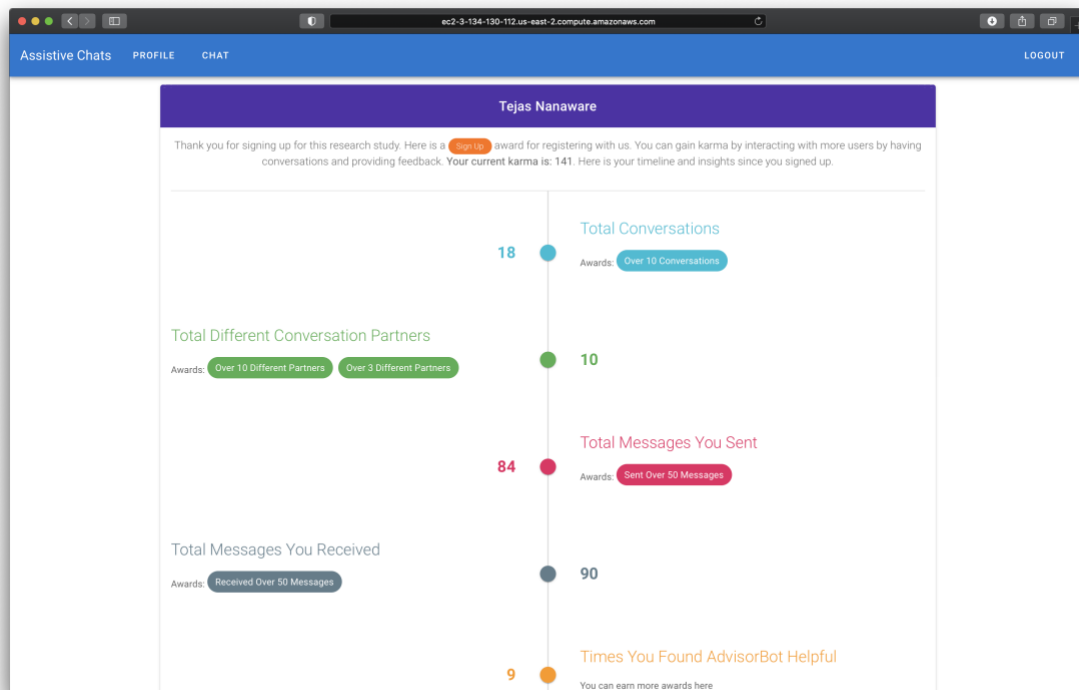 ec2-3-134-130-112.us-east-2.compute.amazonaws.com
Assistive Chats PROFILE CHAT LOGOUT
Tejas Nanaware
Thank you for signing up for this research study. Here is a Sign Up award for registering with us. You can gain karma by interacting with more users by having
conversations and providing feedback. Your current karma is: 141. Here is your timeline and insights since you signed up.
Total Conversations
18
Awards: Over 10 Conversations
Total Different Conversation Partners
10
Awards: Over 10 Different Partners Over 3 Different Partners
Total Messages You Sent
84
Awards: Sent Over 50 Messages
Total Messages You Received
90
Awards: Received Over 50 Messages
Times You Found AdvisorBot Helpful
9
You can earn more awards here